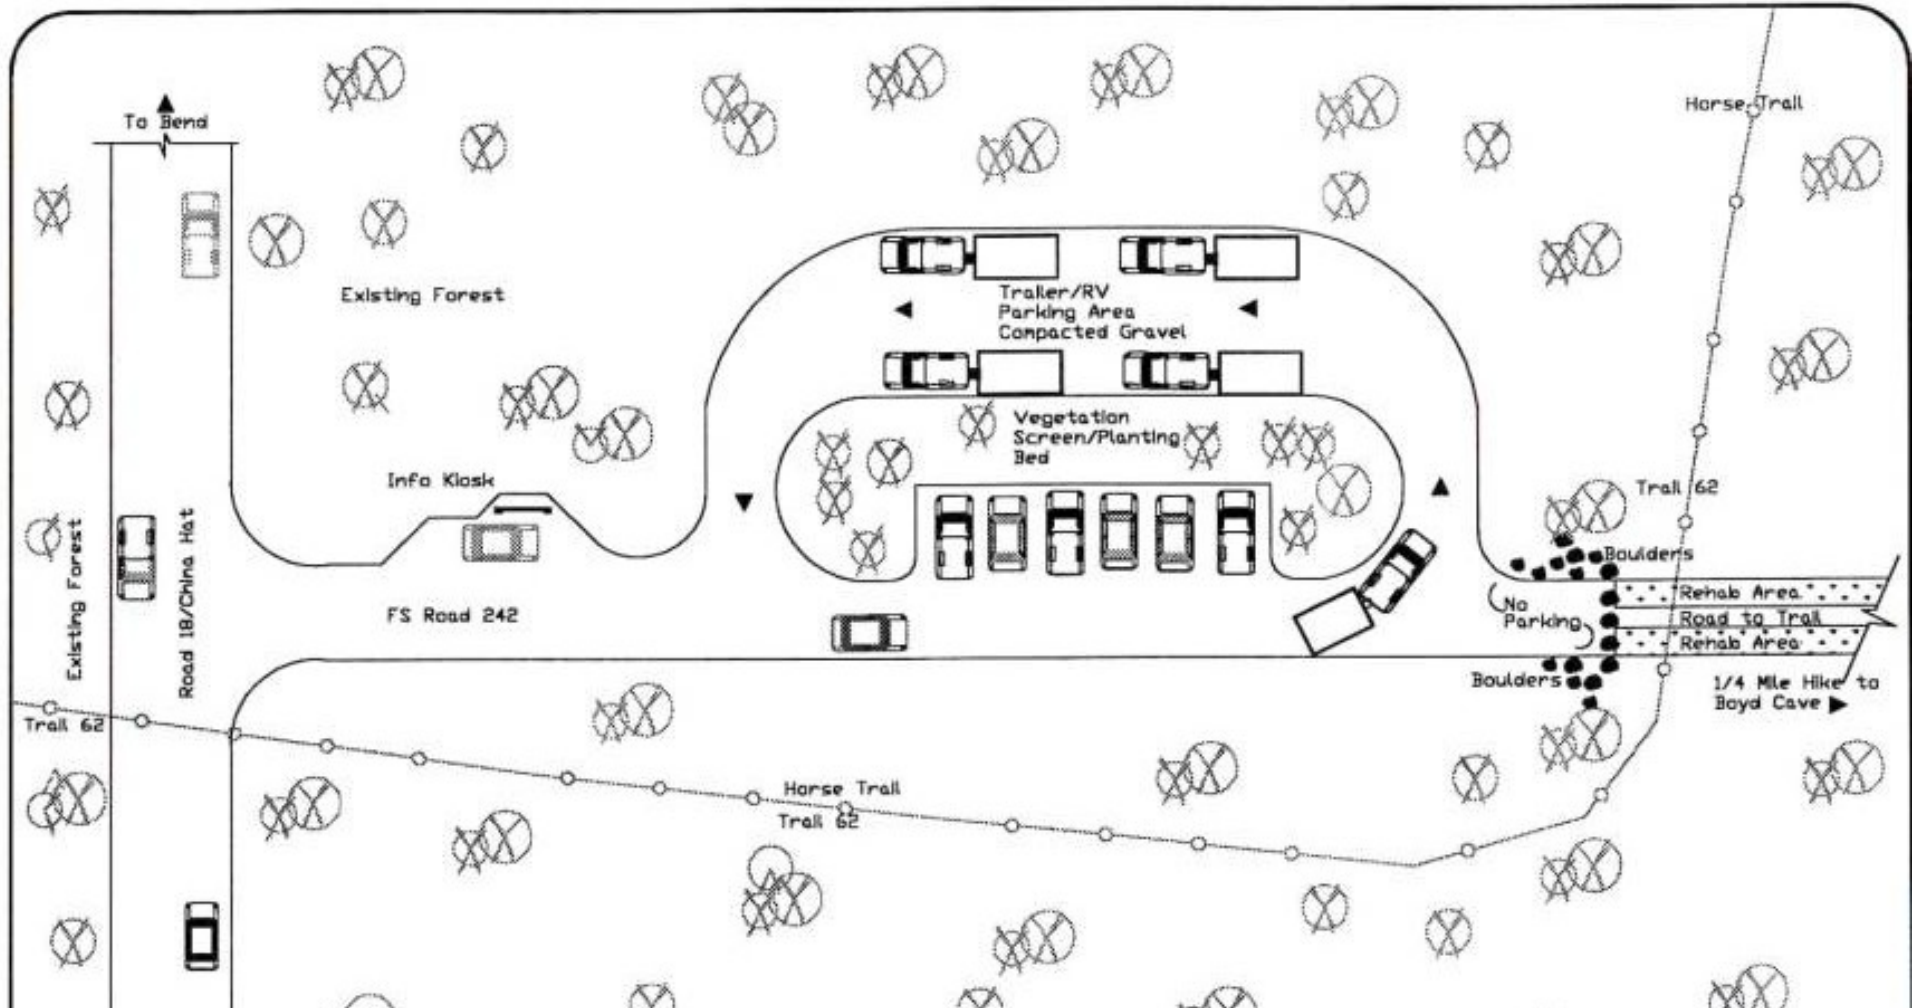 To Bend
Horse Trail
Existing Forest
Trailer/RV
Parking Area
Compacted Gravel
Vegetation
Screen/Planting
Bed
Info Kiosk
Trail 62
Existing Forest
Road 18/China Hat
FS Road 242
Boulders
No
Parking
Rehab Area
Road to Trail
Rehab Area
Boulders
1/4 Mile Hike to
Boyd Cave
Trail 62
Horse Trail
Trail 62